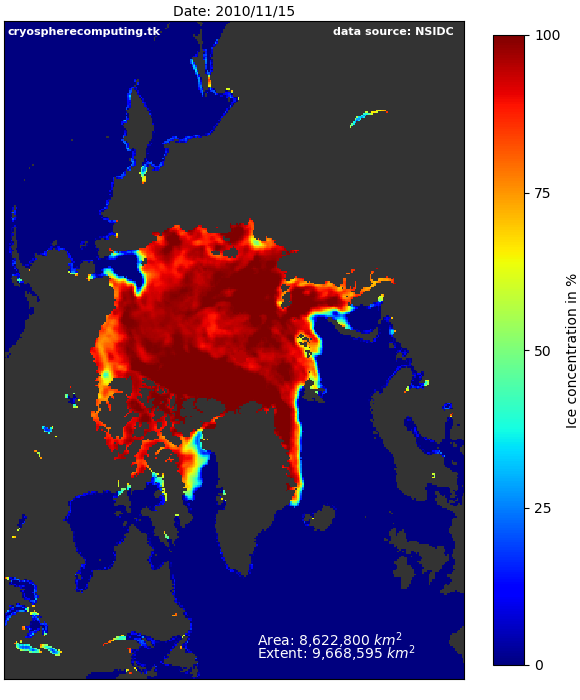 Date: 2010/11/15
cryospherecomputing.tk data source: NSIDC
100
75
50
25
0
Ice concentration in %
Area: 8,622,800 km²
Extent: 9,668,595 km²